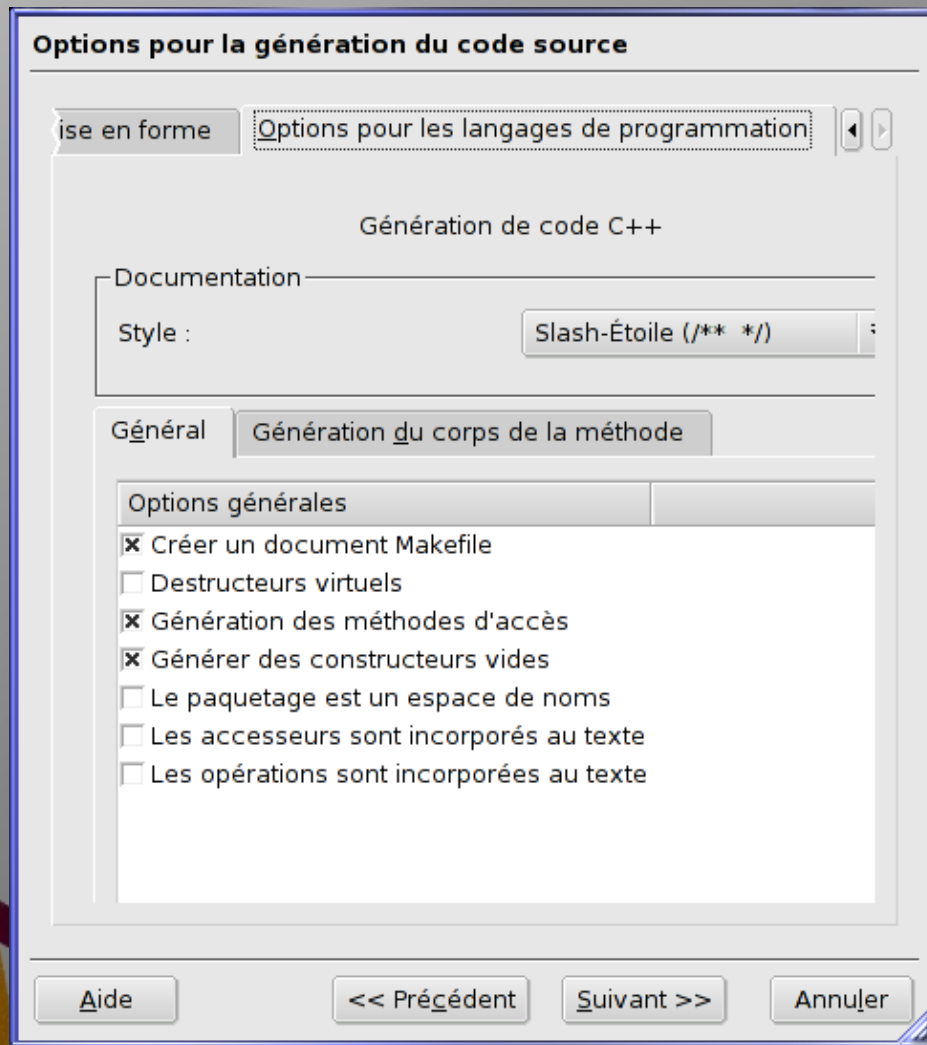 Options pour la génération du code source
ise en forme
Options pour les langages de programmation
Génération de code C++
Documentation
Style :
Slash-Étoile (/** */)
Général
Génération du corps de la méthode
Options générales
Créer un document Makefile
Destructeurs virtuels
Génération des méthodes d'accès
Générer des constructeurs vides
Le paquetage est un espace de noms
Les accesseurs sont incorporés au texte
Les opérations sont incorporées au texte
Aide
<< Précédent
Suivant >>
Annuler